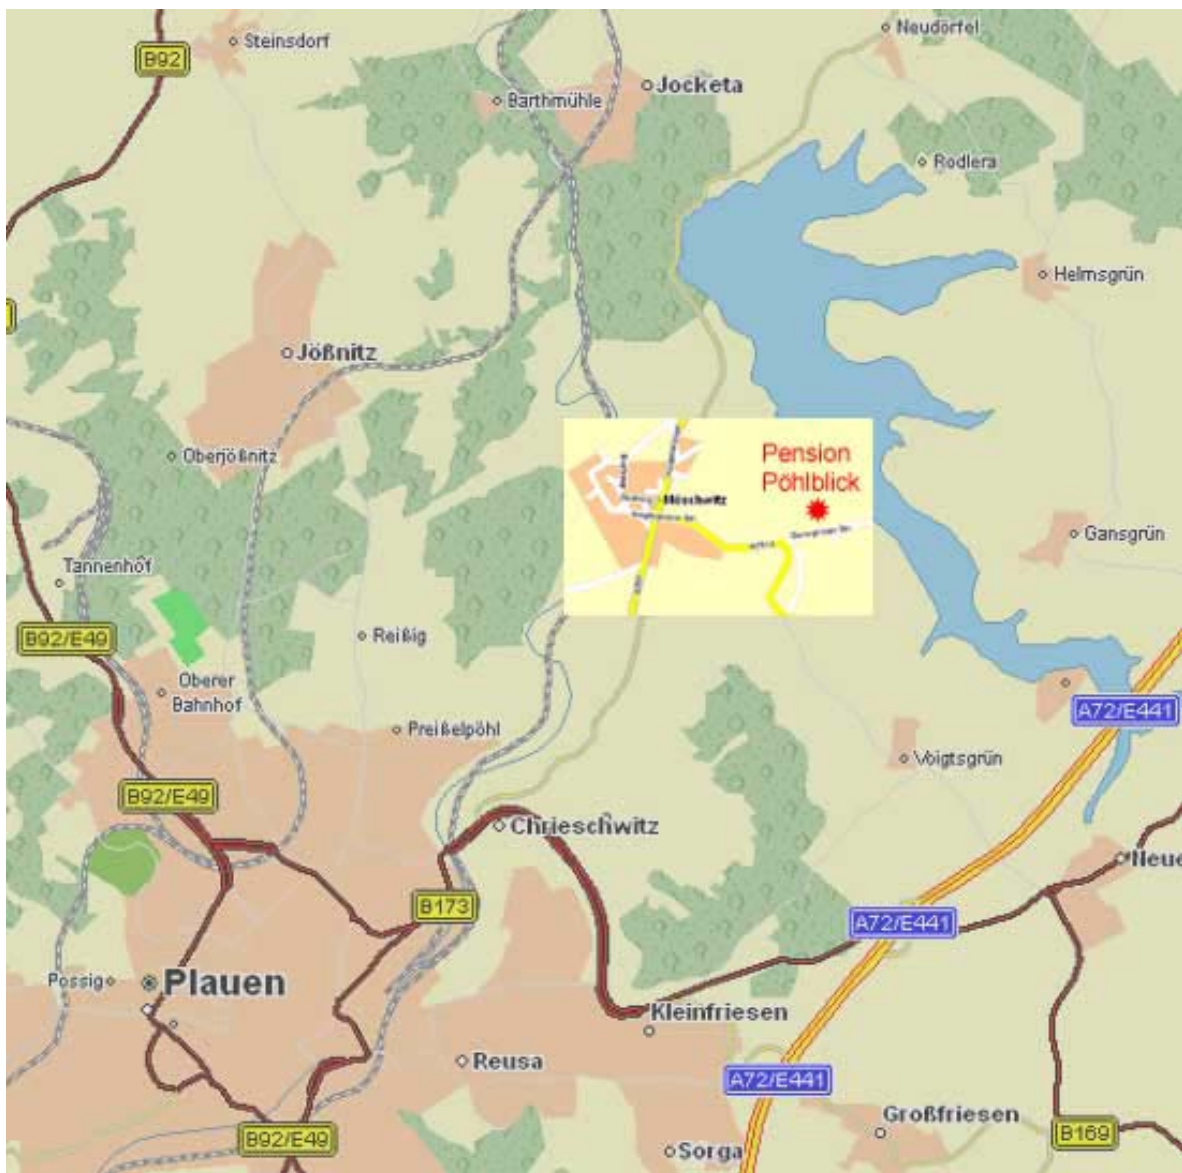 Neudörfel
Steinsdorf
B92
Jocketa
Barthmühle
Rodlera
Helmsgrün
Jößnitz
Pension
Pöhlblick
Oberjößnitz
Möschwitz
Gansgrün
Tannenhof
B92/E49
Reißig
Oberer
Bahnhof
A72/E441
Preißelpöhl
Voigtsgrün
B92/E49
Chrieschwitz
Neue
B173
A72/E441
Possig
Plauen
Kleinfriesen
Reusa
A72/E441
Großfriesen
B92/E49
B169
Sorga